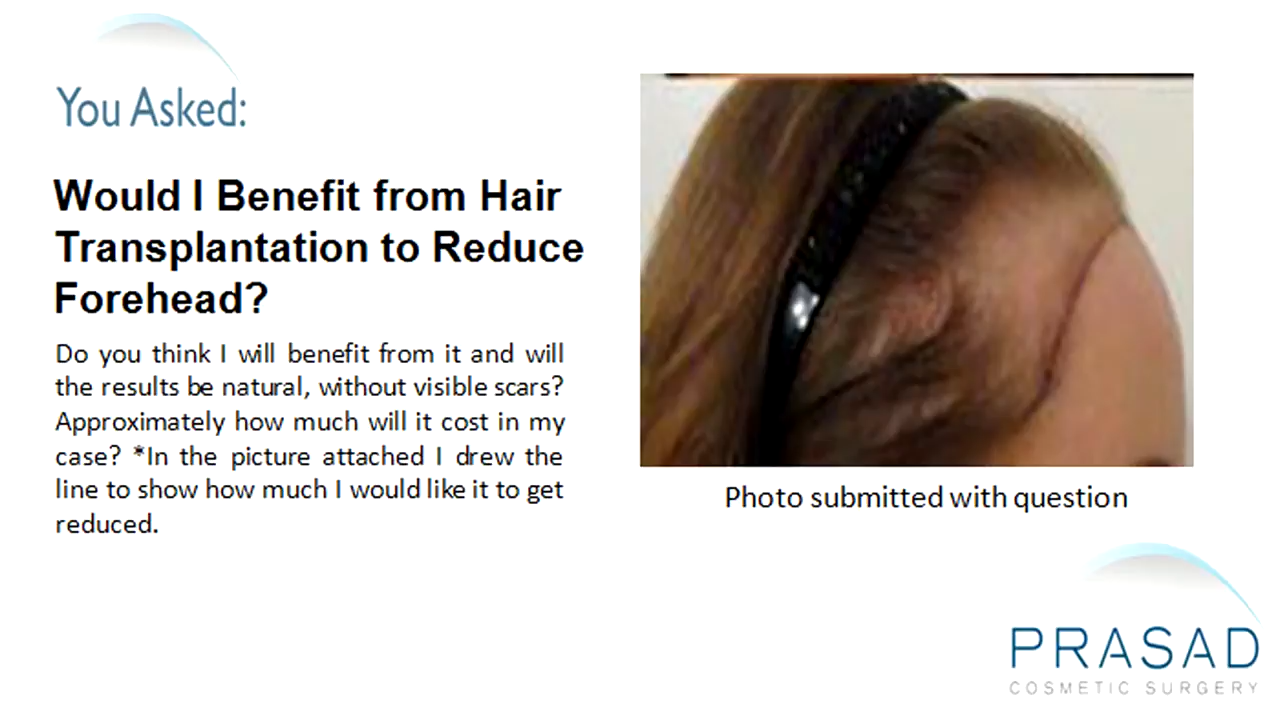 You Asked:
Would I Benefit from Hair
Transplantation to Reduce
Forehead?
Do you think I will benefit from it and will
the results be natural, without visible scars?
Approximately how much will it cost in my
case? *In the picture attached I drew the
line to show how much I would like it to get
reduced.
Photo submitted with question
PRASAD
COSMETIC SURGERY